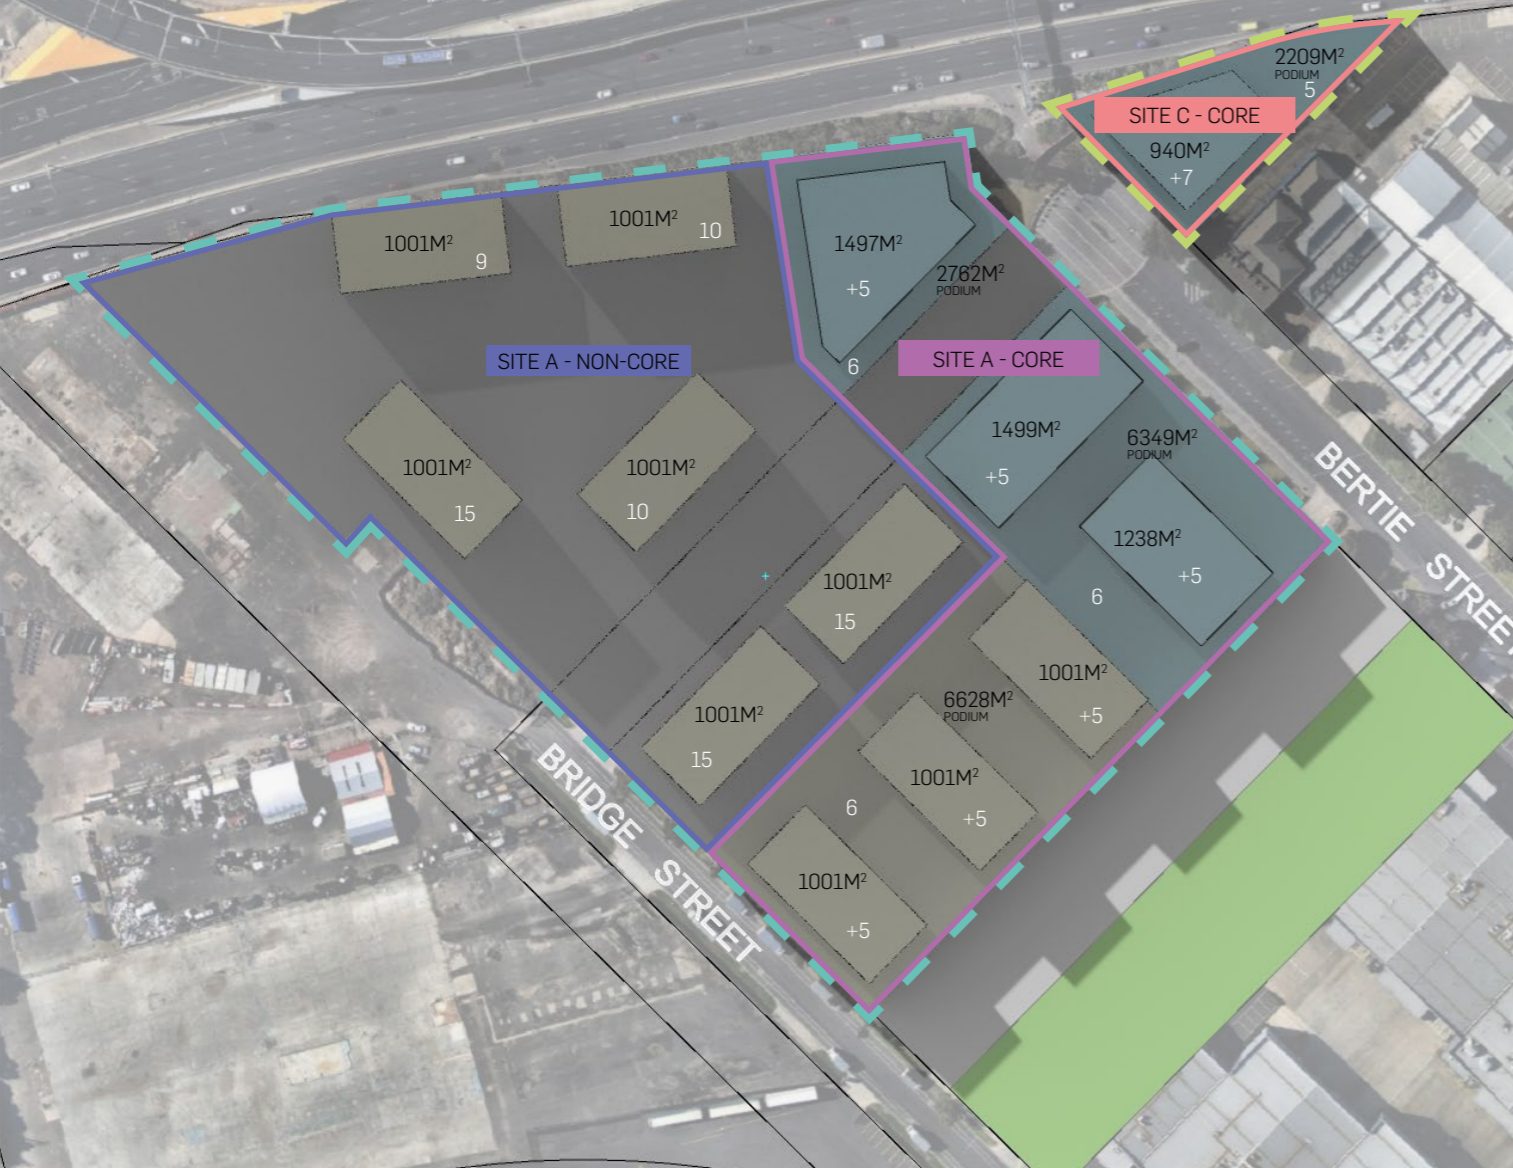 2209M²
PODIUM
5
SITE C - CORE
940M²
+7
1001M²
9
1001M²
10
1497M²
+5
2762M²
PODIUM
6
SITE A - NON-CORE
SITE A - CORE
1499M²
+5
6349M²
PODIUM
1238M²
+5
6
BERTIE STREET
1001M²
15
1001M²
10
1001M²
15
1001M²
15
1001M²
+5
6628M²
PODIUM
1001M²
+5
6
1001M²
+5
BRIDGE STREET